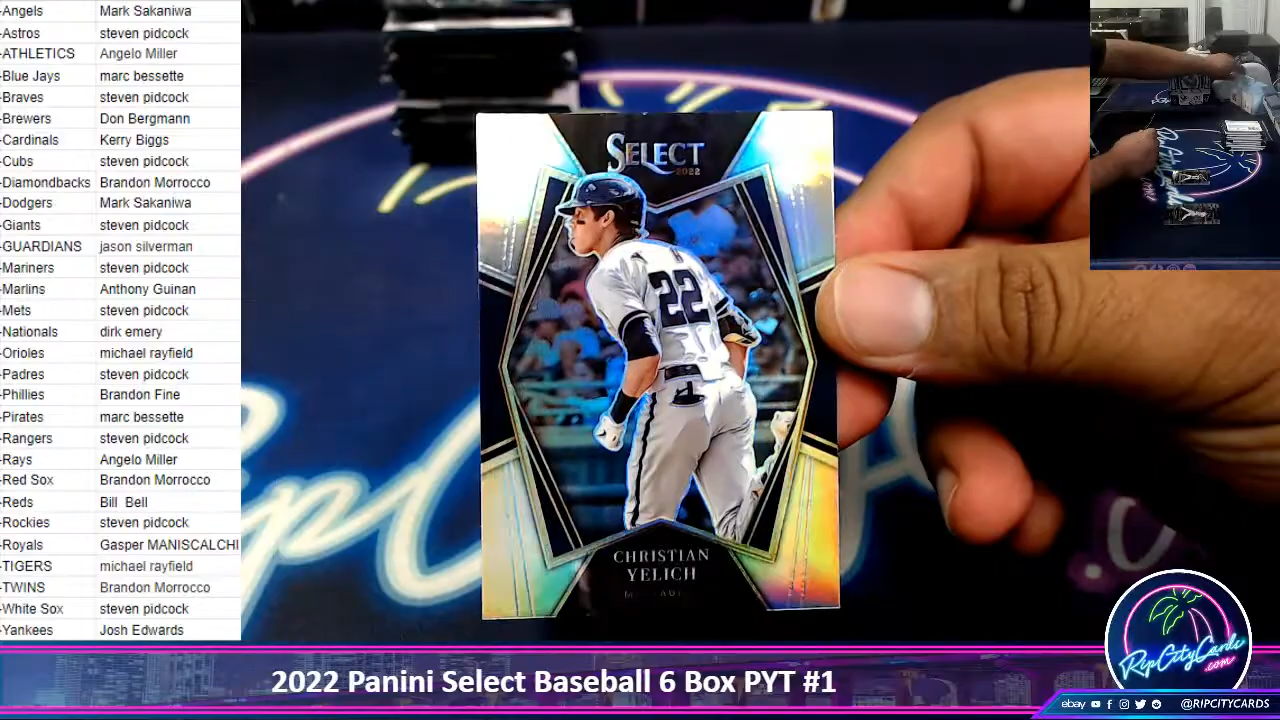 -Angels Mark Sakaniwa
-Astros steven pidcock
-ATHLETICS Angelo Miller
-Blue Jays marc bessette
-Braves steven pidcock
-Brewers Don Bergmann
-Cardinals Kerry Biggs
-Cubs steven pidcock
-Diamondbacks Brandon Morrocco
-Dodgers Mark Sakaniwa
-Giants steven pidcock
-GUARDIANS jason silverman
-Mariners steven pidcock
-Marlins Anthony Guinan
-Mets steven pidcock
-Nationals dirk emery
-Orioles michael rayfield
-Padres steven pidcock
-Phillies Brandon Fine
-Pirates marc bessette
-Rangers steven pidcock
-Rays Angelo Miller
-Red Sox Brandon Morrocco
-Reds Bill Bell
-Rockies steven pidcock
-Royals Gasper MANISCALCHI
-TIGERS michael rayfield
-TWINS Brandon Morrocco
-White Sox steven pidcock
-Yankees Josh Edwards
SELECT
2022
22
CHRISTIAN
YELICH
2022 Panini Select Baseball 6 Box PYT #1
RipCityCards
.com
ebay @RIPCITYCARDS